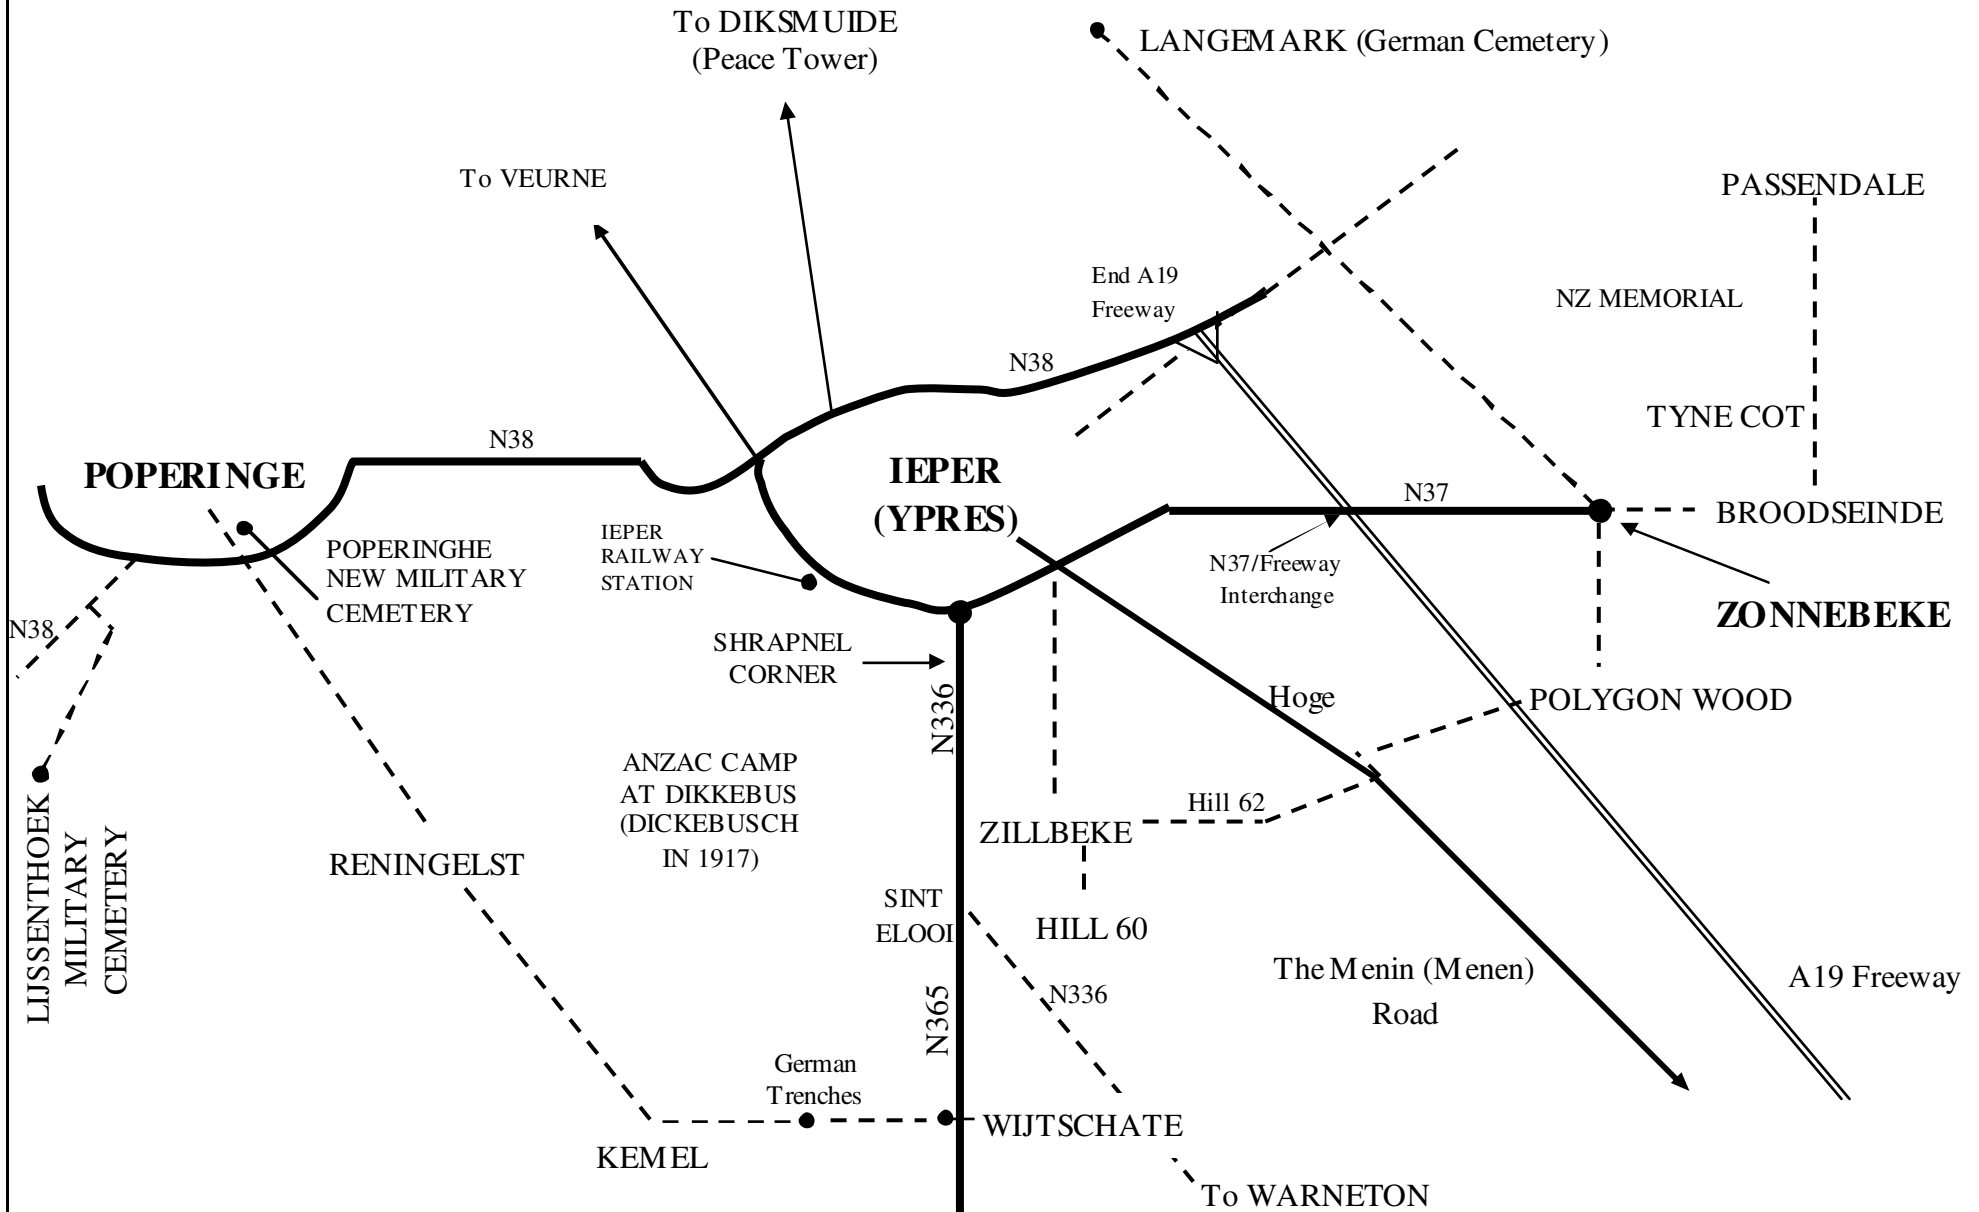 To DIKSMUIDE
(Peace Tower)
LANGEMARK (German Cemetery)
To VEURNE
PASSENDALE
End A19
Freeway
NZ MEMORIAL
N38
TYNE COT
N38
POPERINGE
IEPER
(YPRES)
N37
BROODSEINDE
POPERINGHE
NEW MILITARY
CEMETERY
IEPER
RAILWAY
STATION
N37/Freeway
Interchange
ZONNEBEKE
N38
SHRAPNEL
CORNER
N336
Hoge
POLYGON WOOD
ANZAC CAMP
AT DIKKEBUS
(DICKEBUSCH
IN 1917)
Hill 62
ZILLBEKE
LIJSSENTHOEK
MILITARY
CEMETERY
RENINGELST
SINT
ELOOI
HILL 60
The Menin (Menen)
Road
A19 Freeway
N336
N365
German
Trenches
WIJTSCHATE
KEMEL
To WARNETON